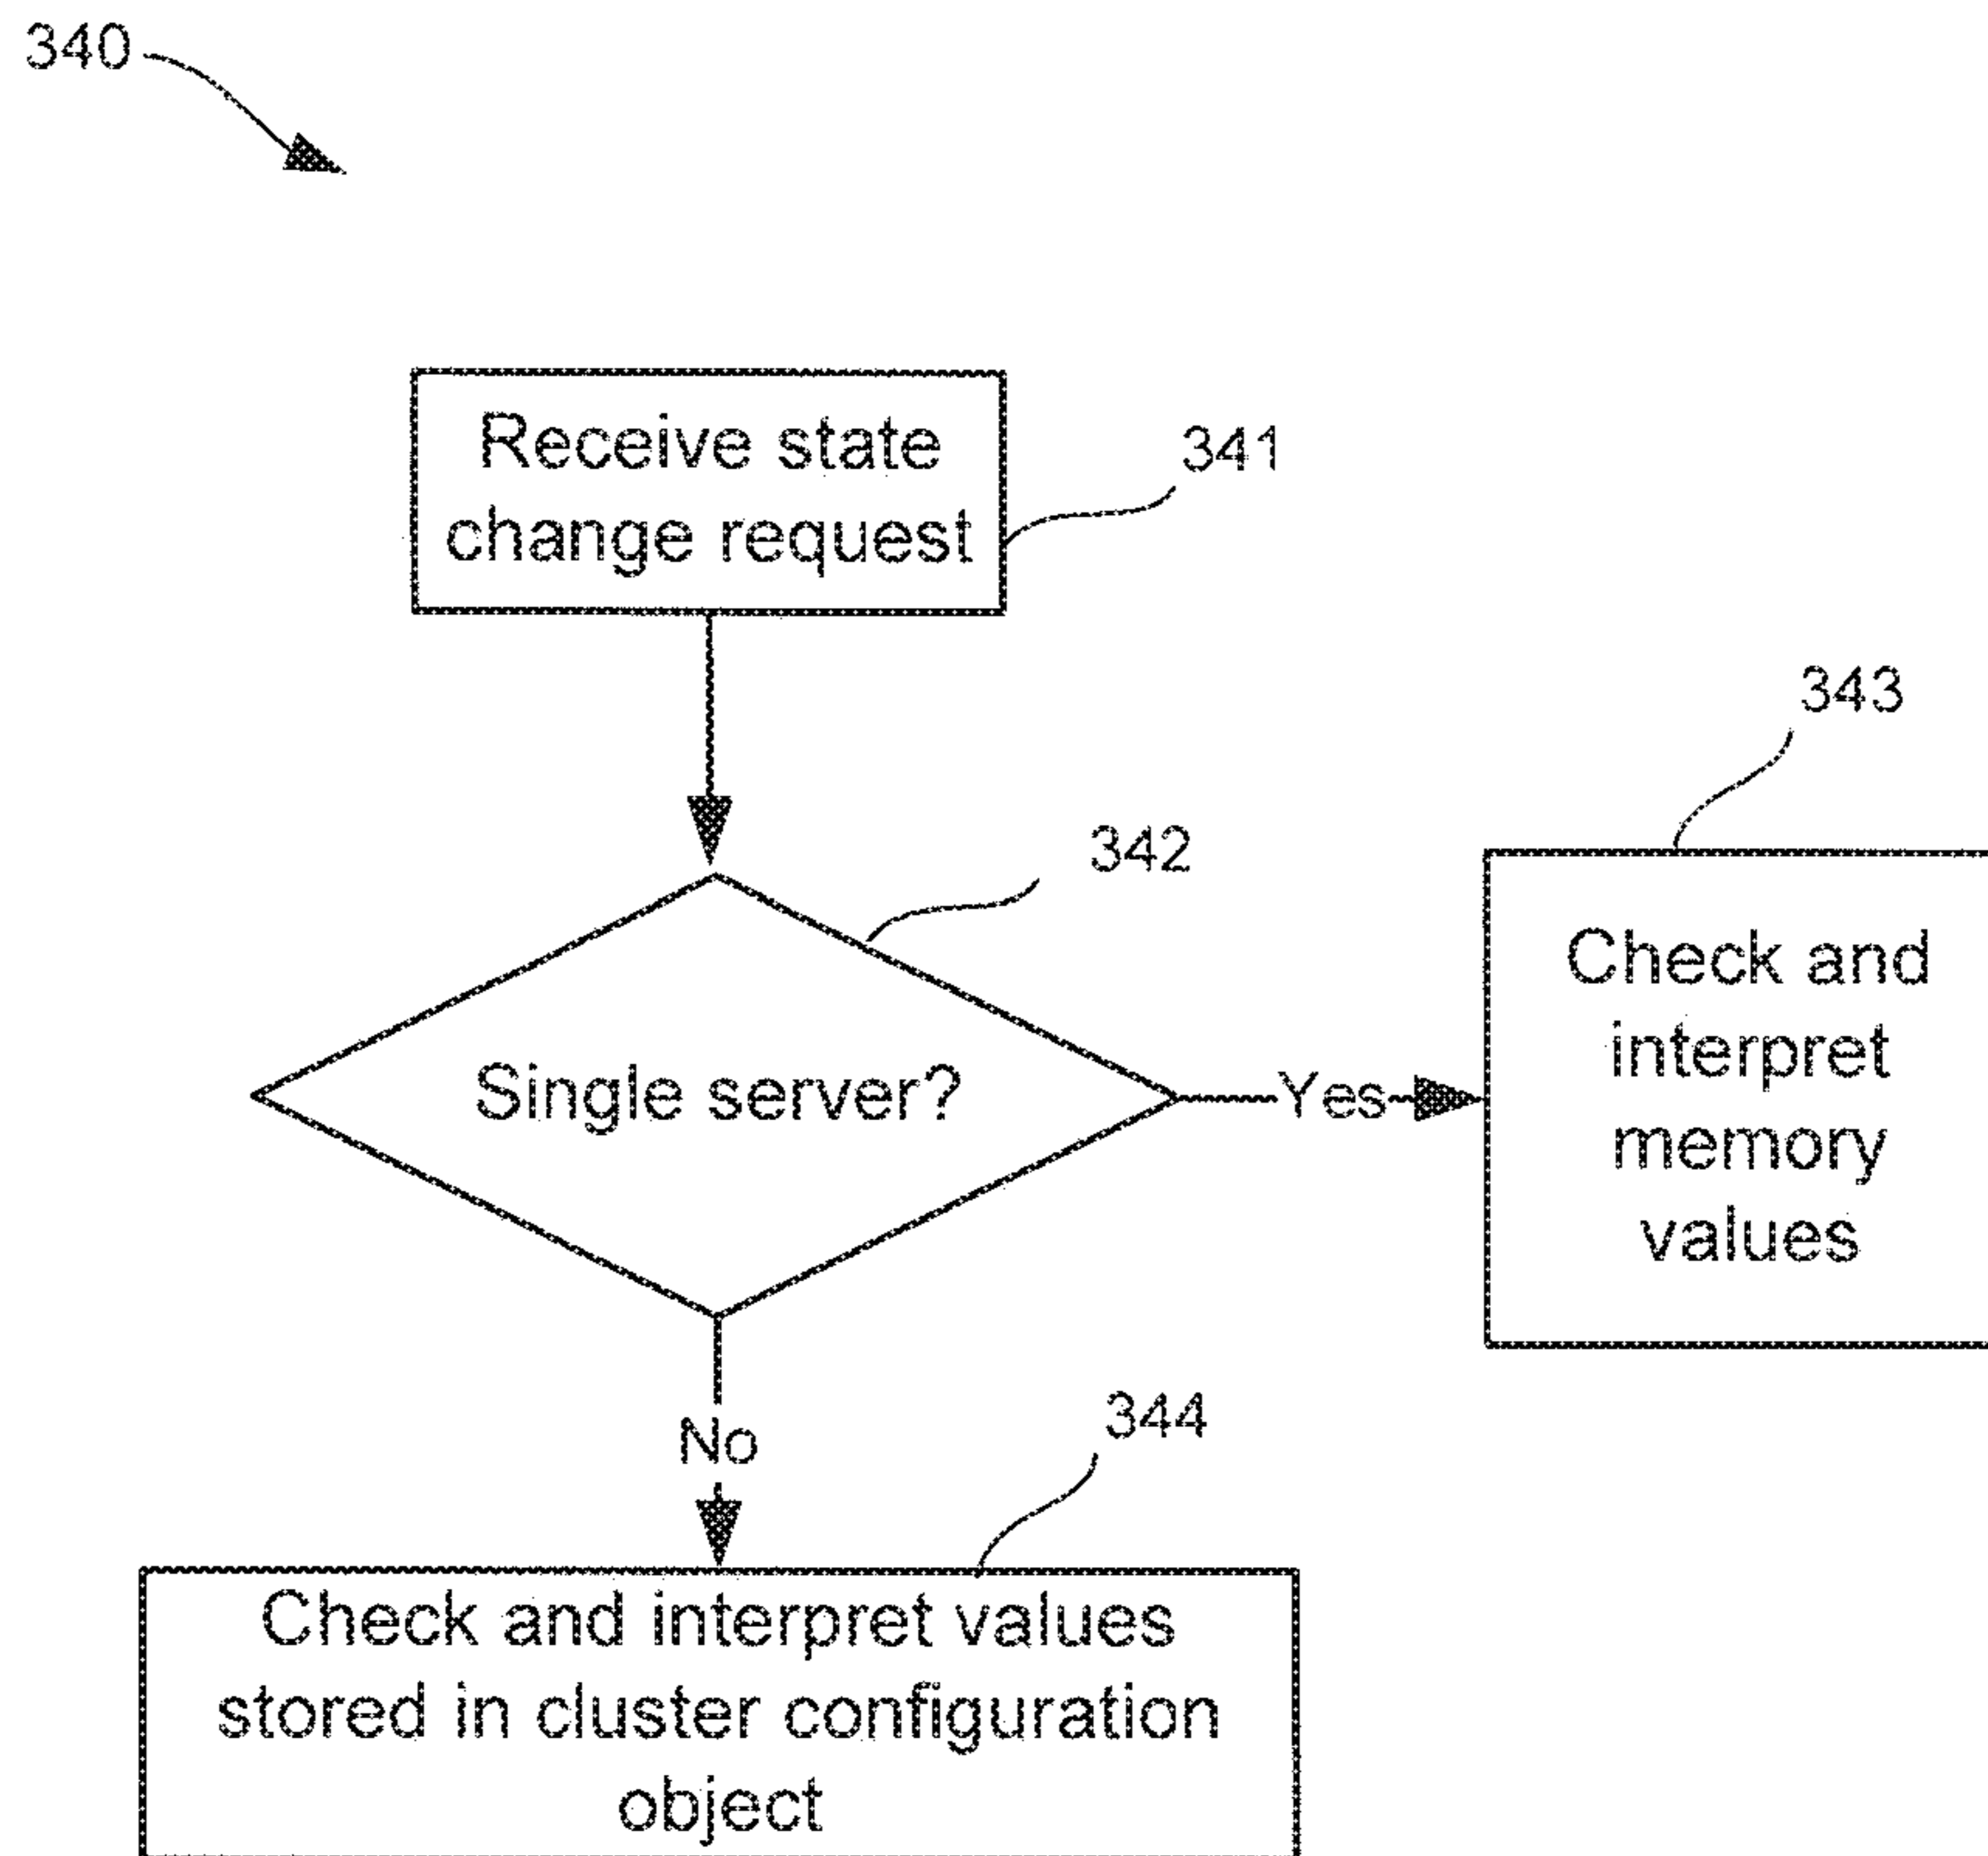 340
Receive state
change request
341
342
Single server?
Yes
343
Check and
interpret
memory
values
No
344
Check and interpret values
stored in cluster configuration
object